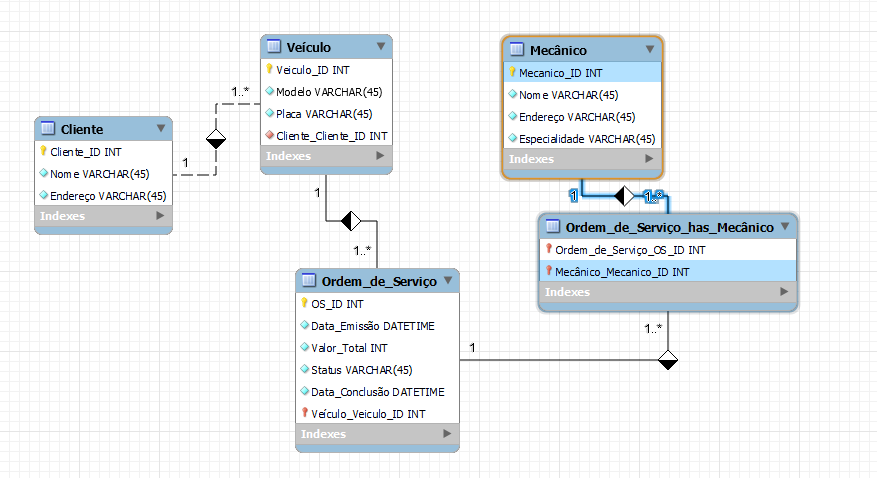 Cliente
Cliente_ID INT
Nome VARCHAR(45)
Endereço VARCHAR(45)
Indexes
1
1..*
Veículo
Veiculo_ID INT
Modelo VARCHAR(45)
Placa VARCHAR(45)
Cliente_Cliente_ID INT
Indexes
1
1..*
Mecânico
Mecanico_ID INT
Nome VARCHAR(45)
Endereço VARCHAR(45)
Especialidade VARCHAR(45)
Indexes
1
1..*
Ordem_de_Serviço_has_Mecânico
Ordem_de_Serviço_OS_ID INT
Mecânico_Mecanico_ID INT
Indexes
1..*
1
Ordem_de_Serviço
OS_ID INT
Data_Emissão DATETIME
Valor_Total INT
Status VARCHAR(45)
Data_Conclusão DATETIME
Veículo_Veiculo_ID INT
Indexes